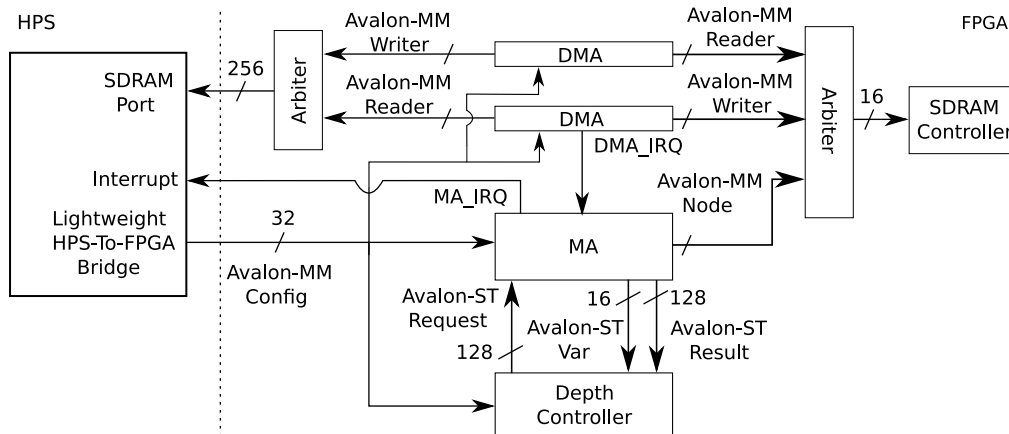 HPS
FPGA
Avalon-MM
Writer
DMA
Avalon-MM
Reader
SDRAM
Port
256
Arbiter
Avalon-MM
Reader
DMA
Avalon-MM
Writer
Arbiter
16
SDRAM
Controller
DMA_IRQ
Interrupt
MA_IRQ
Avalon-MM
Node
Lightweight
HPS-To-FPGA
Bridge
32
Avalon-MM
Config
MA
Avalon-ST
Request
128
16
128
Avalon-ST
Var
Avalon-ST
Result
Depth
Controller